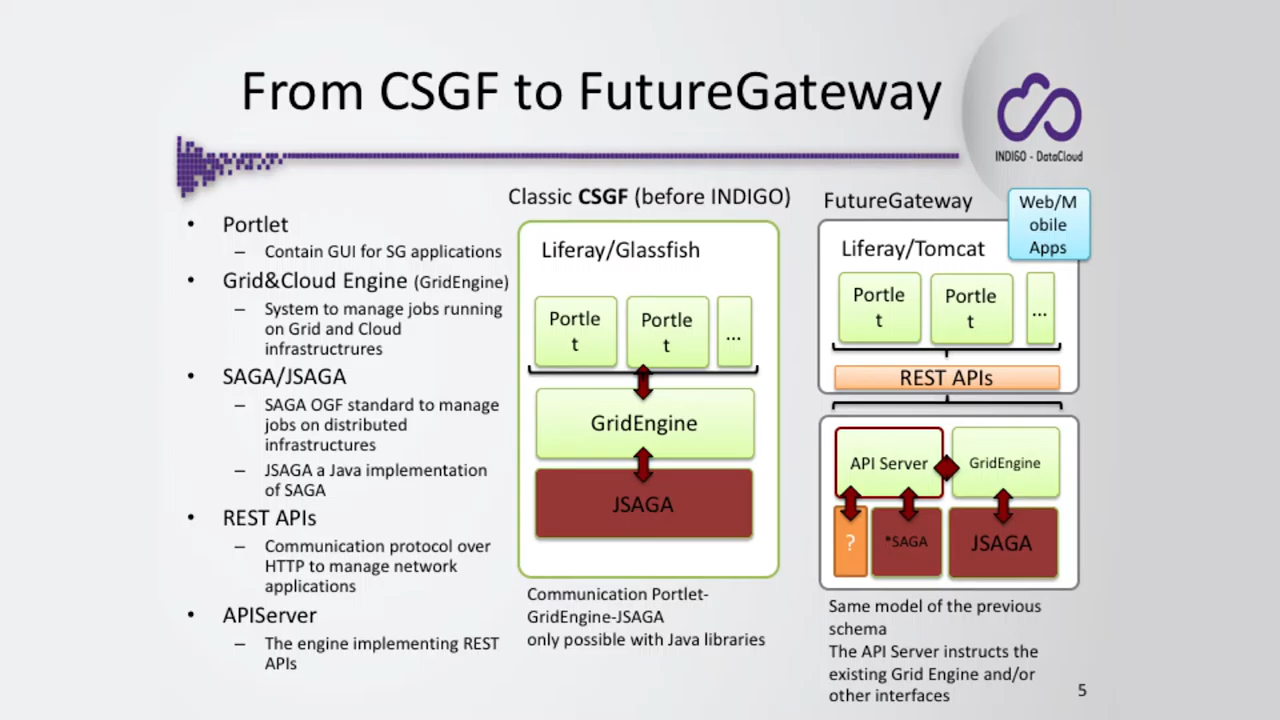 From CSGF to FutureGateway
INDIGO - DataCloud
• Portlet
– Contain GUI for SG applications
• Grid&Cloud Engine (GridEngine)
– System to manage jobs running
on Grid and Cloud
infrastructrures
• SAGA/JSAGA
– SAGA OGF standard to manage
jobs on distributed
infrastructures
– JSAGA a Java implementation
of SAGA
• REST APIs
– Communication protocol over
HTTP to manage network
applications
• APIServer
– The engine implementing REST
APIs
Classic CSGF (before INDIGO)
Liferay/Glassfish
Portle
t
Portle
t
...
GridEngine
JSAGA
Communication Portlet-
GridEngine-JSAGA
only possible with Java libraries
FutureGateway
Web/M
obile
Apps
Liferay/Tomcat
Portle
t
Portle
t
...
REST APIs
API Server
GridEngine
?
*SAGA
JSAGA
Same model of the previous
schema
The API Server instructs the
existing Grid Engine and/or
other interfaces
5